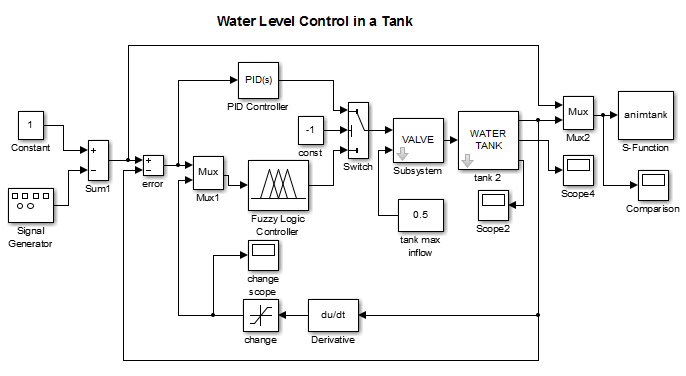 Water Level Control in a Tank
PID(s)
PID Controller
1
Constant
+
−
Sum1
Signal
Generator
+
−
error
Mux
Mux1
Fuzzy Logic
Controller
-1
const
Switch
VALVE
Subsystem
WATER
TANK
tank 2
Mux
Mux2
animtank
S-Function
Scope4
Comparison
Scope2
0.5
tank max
inflow
change
scope
change
du/dt
Derivative